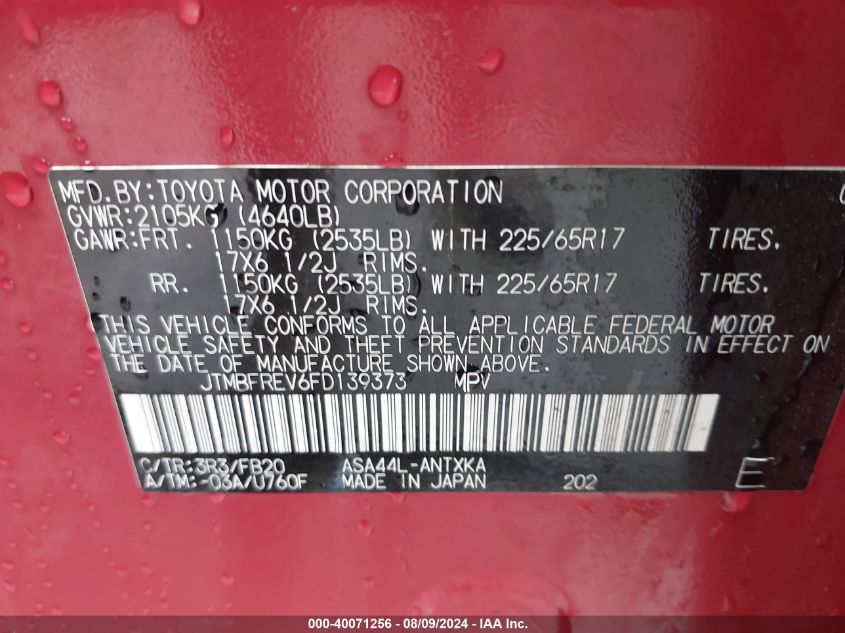 MFD.BY:TOYOTA MOTOR CORPORATION
GVWR:2105KG (4640LB)
GAWR:FRT. 1150KG (2535LB) WITH 225/65R17 TIRES.
17X6 1/2J RIMS.
RR. 1150KG (2535LB) WITH 225/65R17 TIRES.
17X6 1/2J RIMS.
THIS VEHICLE CONFORMS TO ALL APPLICABLE FEDERAL MOTOR
VEHICLE SAFETY AND THEFT PREVENTION STANDARDS IN EFFECT ON
THE DATE OF MANUFACTURE SHOWN ABOVE.
JTMBFREV6FD139373 MPV
C/TR:3R3/FB20 ASA44L-ANTXKA
A/TM:-03A/U760F MADE IN JAPAN 202 E
000-40071256 - 08/09/2024 - IAA Inc.